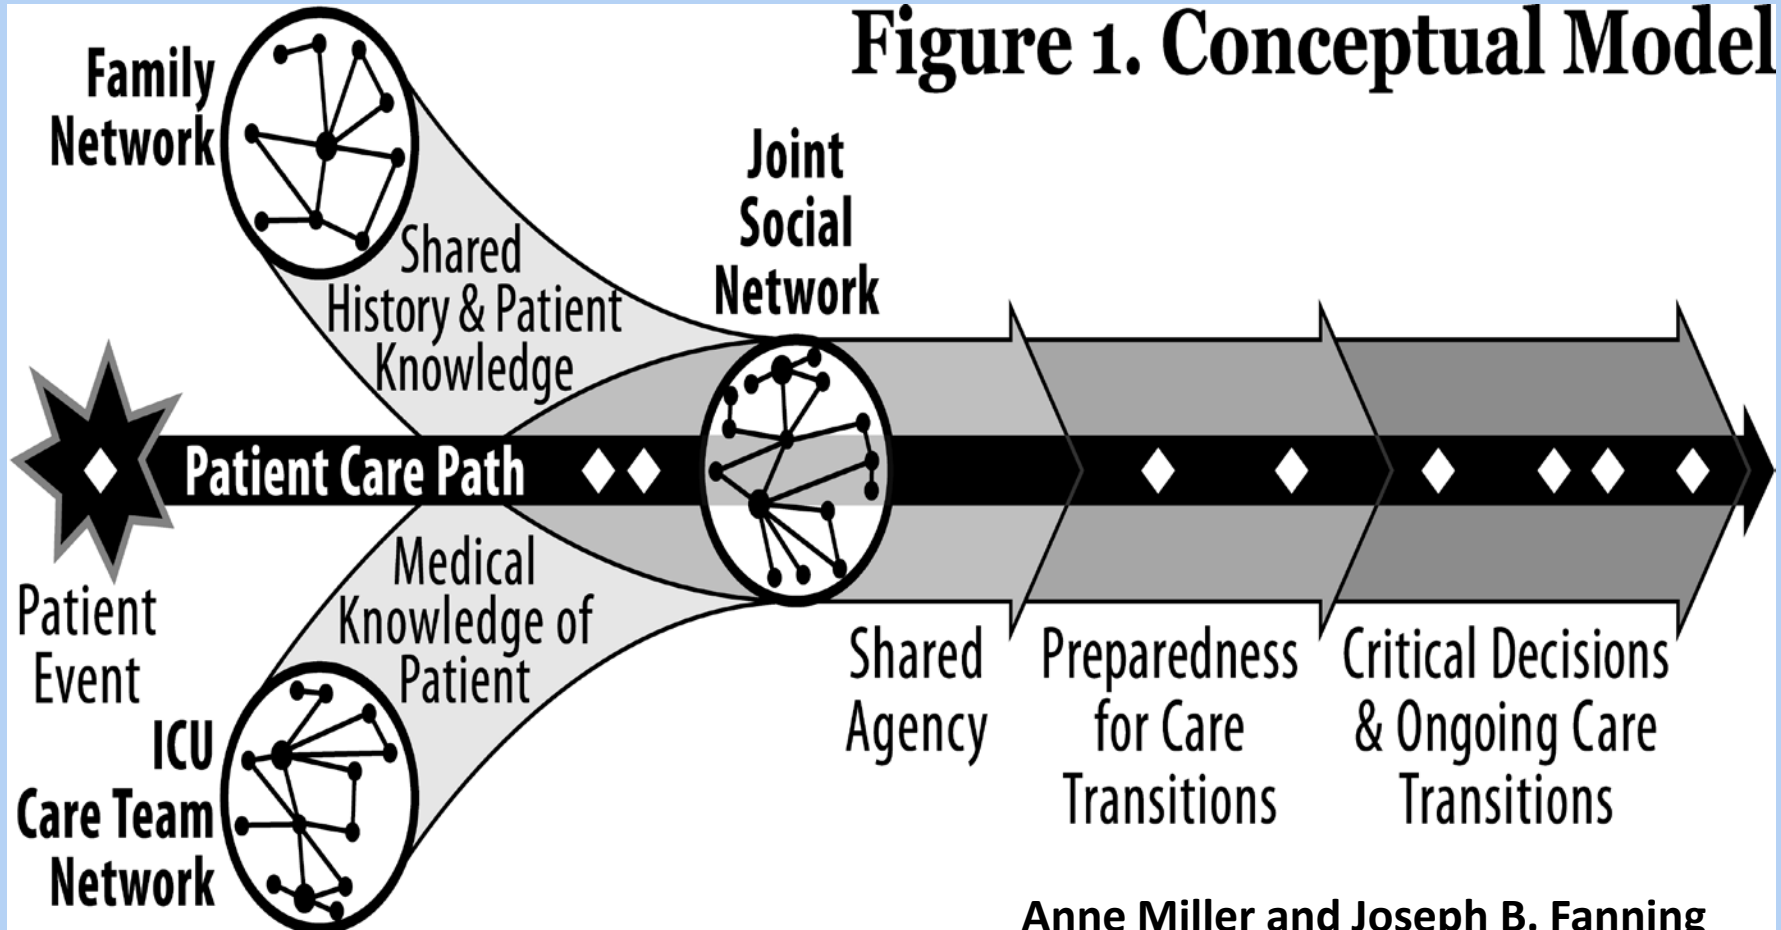 Figure 1. Conceptual Model
Family
Network
Joint
Social
Network
Shared
History & Patient
Knowledge
Patient Care Path
Medical
Knowledge of
Patient
Patient
Event
ICU
Care Team
Network
Shared
Agency
Preparedness
for Care
Transitions
Critical Decisions
& Ongoing Care
Transitions
Anne Miller and Joseph B. Fanning